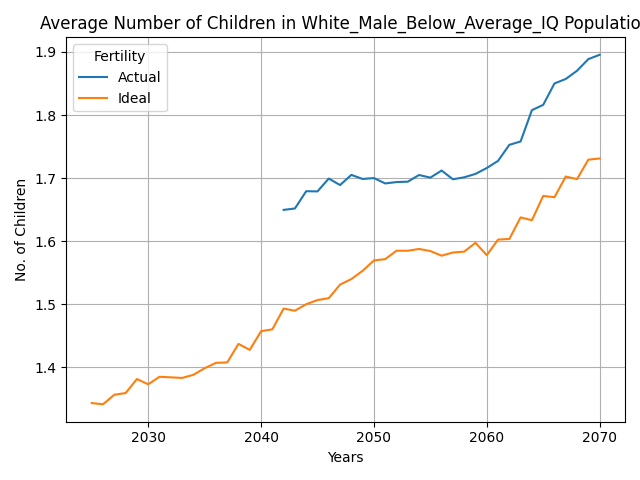 Average Number of Children in White_Male_Below_Average_IQ Populatio
Fertility
Actual
Ideal
No. of Children
1.9
1.8
1.7
1.6
1.5
1.4
2030 2040 2050 2060 2070
Years